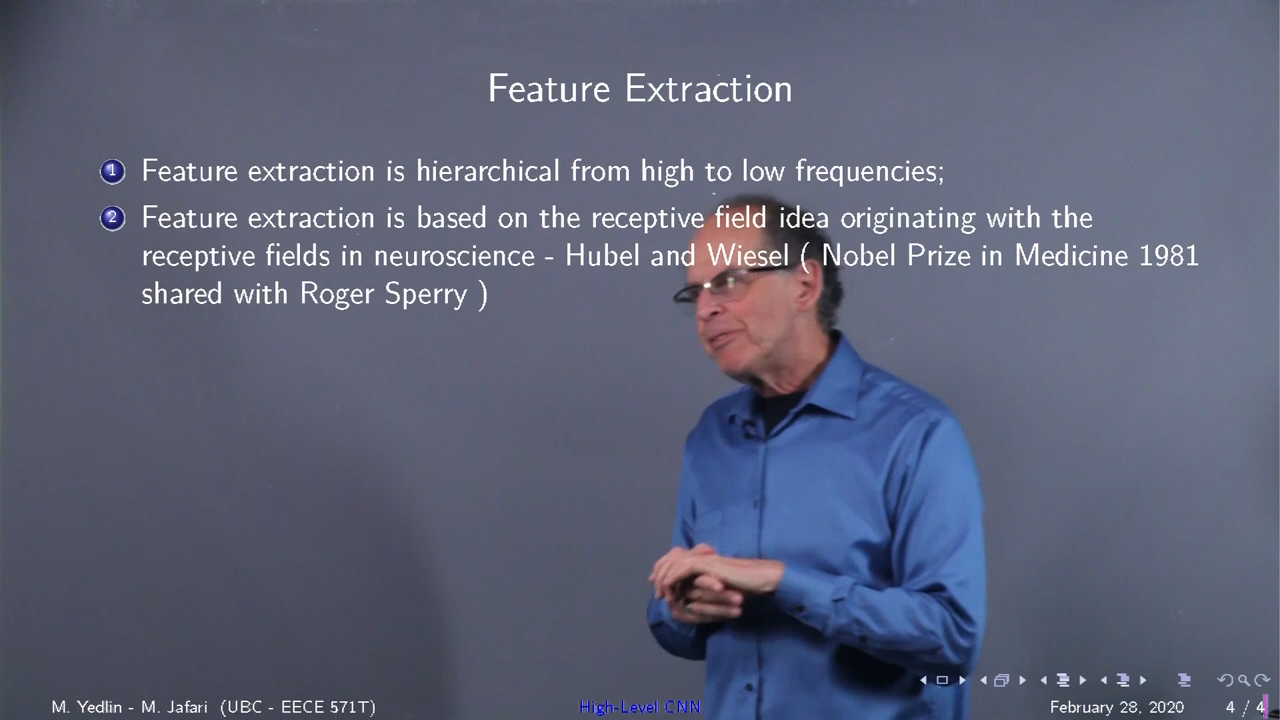 Feature Extraction
1 Feature extraction is hierarchical from high to low frequencies;
2 Feature extraction is based on the receptive field idea originating with the
receptive fields in neuroscience - Hubel and Wiesel ( Nobel Prize in Medicine 1981
shared with Roger Sperry )
M. Yedlin - M. Jafari (UBC - EECE 571T) High-Level CNN February 28, 2020 4 / 4